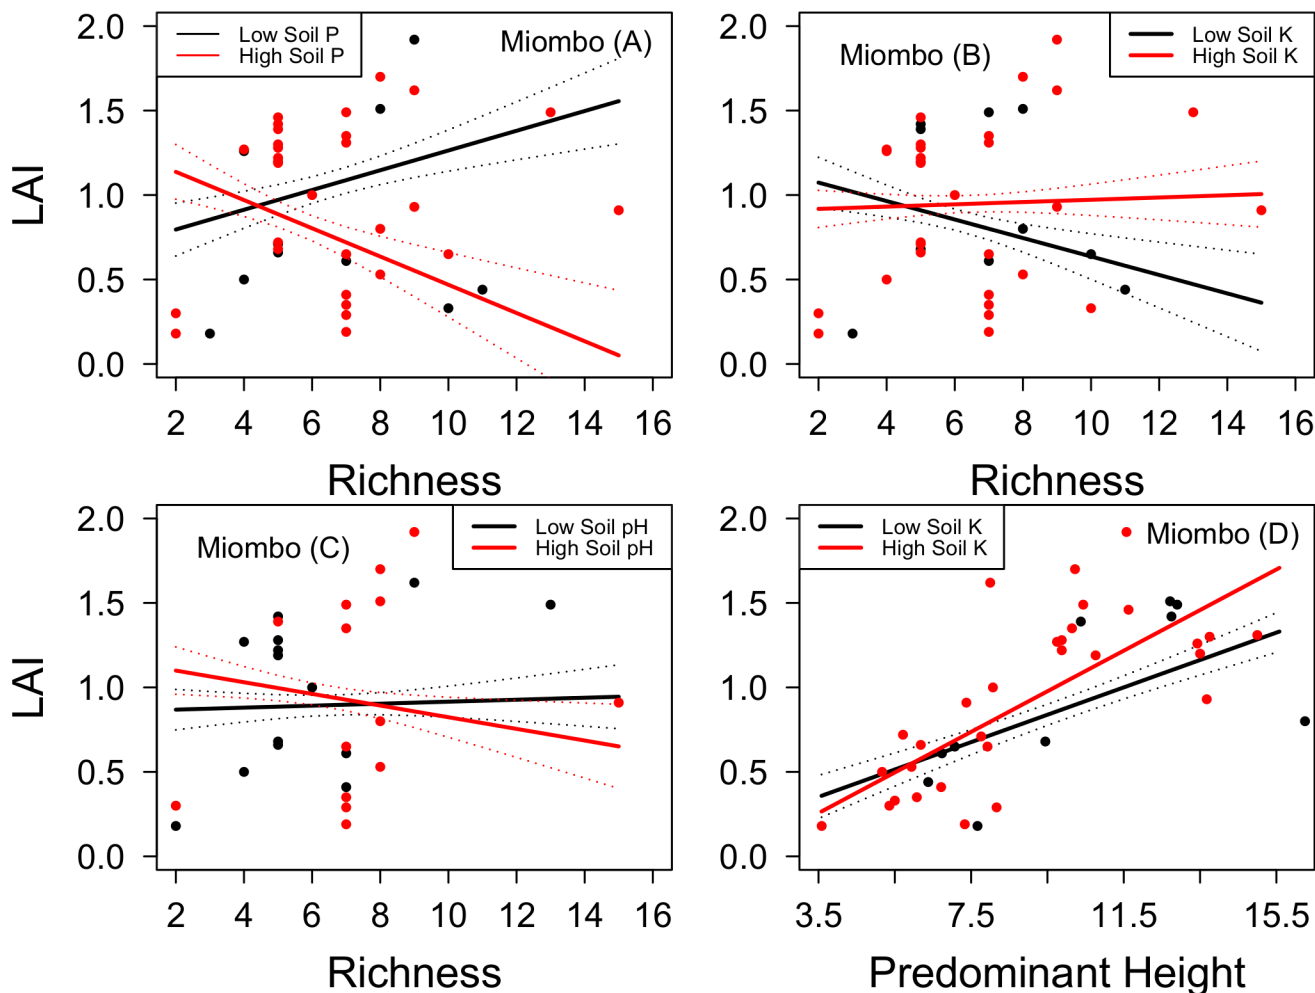 Low Soil P
High Soil P
Miombo (A)
LAI
2.0
1.5
1.0
0.5
0.0
2 4 6 8 10 12 14 16
Richness
Low Soil K
High Soil K
Miombo (B)
2.0
1.5
1.0
0.5
0.0
2 4 6 8 10 12 14 16
Richness
Low Soil pH
High Soil pH
Miombo (C)
LAI
2.0
1.5
1.0
0.5
0.0
2 4 6 8 10 12 14 16
Richness
Low Soil K
High Soil K
Miombo (D)
2.0
1.5
1.0
0.5
0.0
3.5 7.5 11.5 15.5
Predominant Height